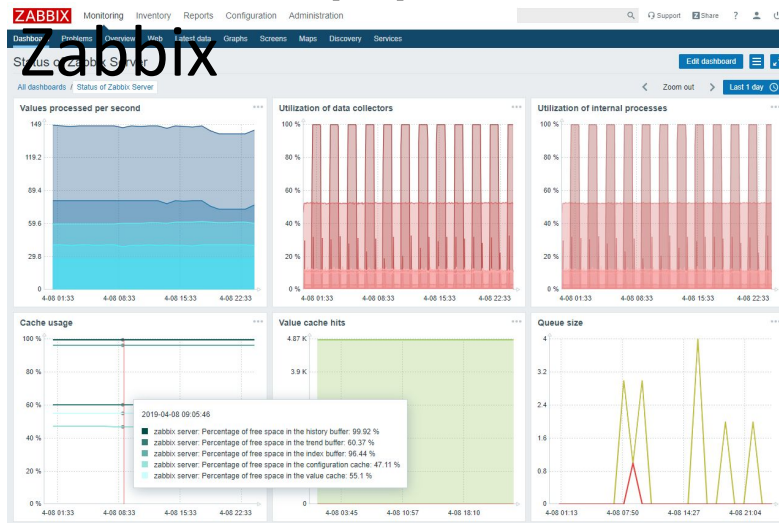 ZABBIX Monitoring Inventory Reports Configuration Administration Support Z Share ?
Dashboard Problems Overview Web Latest data Graphs Screens Maps Discovery Services
Zabbix
Status of Zabbix Server Edit dashboard
All dashboards / Status of Zabbix Server Zoom out Last 1 day
Values processed per second
149
119.2
89.4
59.6
29.8
0
4-08 01:33 4-08 08:33 4-08 15:33 4-08 22:33
Utilization of data collectors
100 %
80 %
60 %
40 %
20 %
0 %
4-08 01:33 4-08 08:33 4-08 15:33 4-08 22:33
Utilization of internal processes
100 %
80 %
60 %
40 %
20 %
0 %
4-08 01:33 4-08 08:33 4-08 15:33 4-08 22:33
Cache usage
100 %
80 %
60 %
40 %
20 %
0 %
4-08 01:33 4-08 08:33 4-08 15:33 4-08 22:33
2019-04-08 09:05:46
zabbix server: Percentage of free space in the history buffer: 99.92 %
zabbix server: Percentage of free space in the trend buffer: 60.37 %
zabbix server: Percentage of free space in the index buffer: 96.44 %
zabbix server: Percentage of free space in the configuration cache: 47.11 %
zabbix server: Percentage of free space in the value cache: 55.1 %
Value cache hits
4.87 K
3.9 K
0
4-08 03:45 4-08 10:57 4-08 18:10
Queue size
4
3.2
2.4
1.6
0.8
0
4-08 01:13 4-08 07:50 4-08 14:27 4-08 21:04